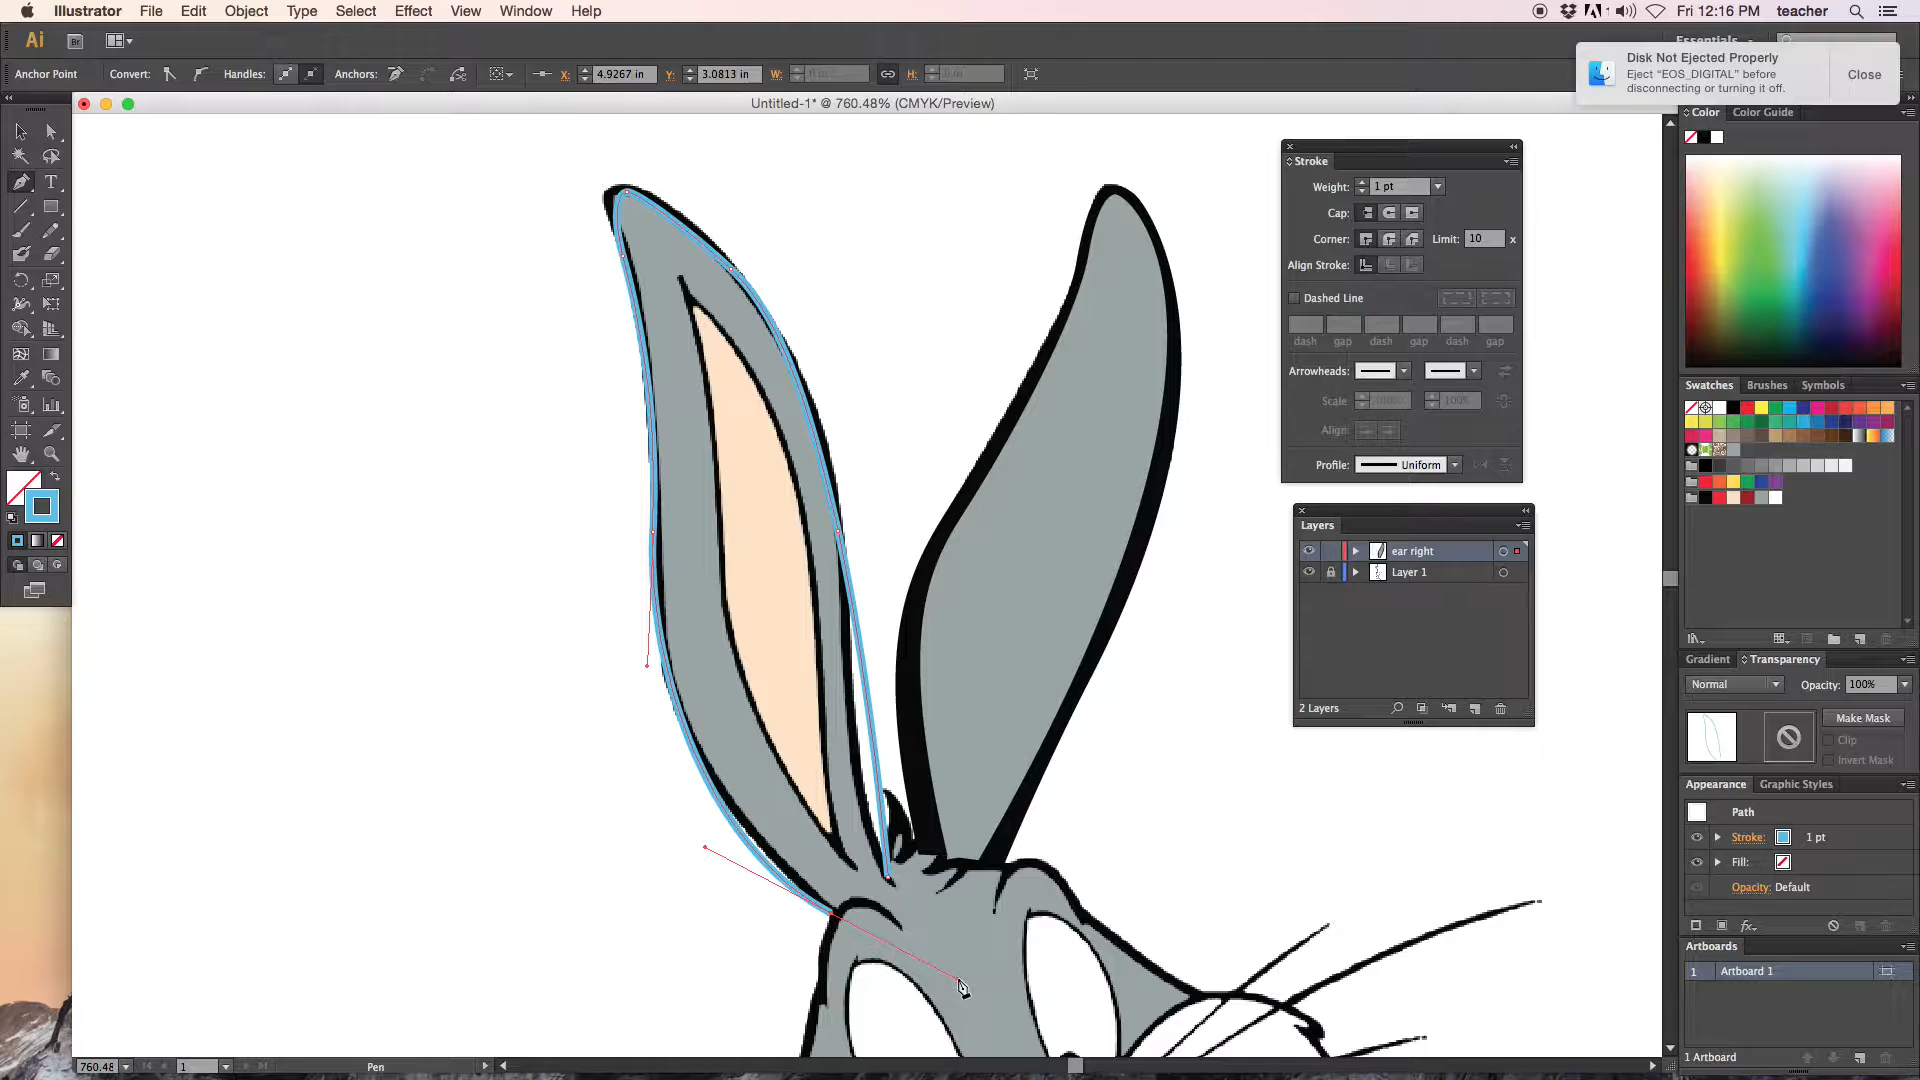 Illustrator File Edit Object Type Select Effect View Window Help
Fri 12:16 PM teacher
Ai Br
Essentials
Disk Not Ejected Properly
Eject “EOS_DIGITAL” before
disconnecting or turning it off.
Close
Anchor Point Convert: Handles: Anchors: X: 4.9267 in Y: 3.0813 in W: H:
Untitled-1* @ 760.48% (CMYK/Preview)
Color Color Guide
Stroke
Weight: 1 pt
Cap:
Corner: Limit: 10 x
Align Stroke:
Dashed Line
dash gap dash gap dash gap
Arrowheads:
Scale 100%
Align:
Profile: Uniform
Swatches Brushes Symbols
Layers
ear right
Layer 1
2 Layers
Gradient Transparency
Normal Opacity: 100%
Make Mask
Clip
Invert Mask
Appearance Graphic Styles
Path
Stroke: 1 pt
Fill:
Opacity: Default
Artboards
1 Artboard 1
1 Artboard
760.48 1 Pen